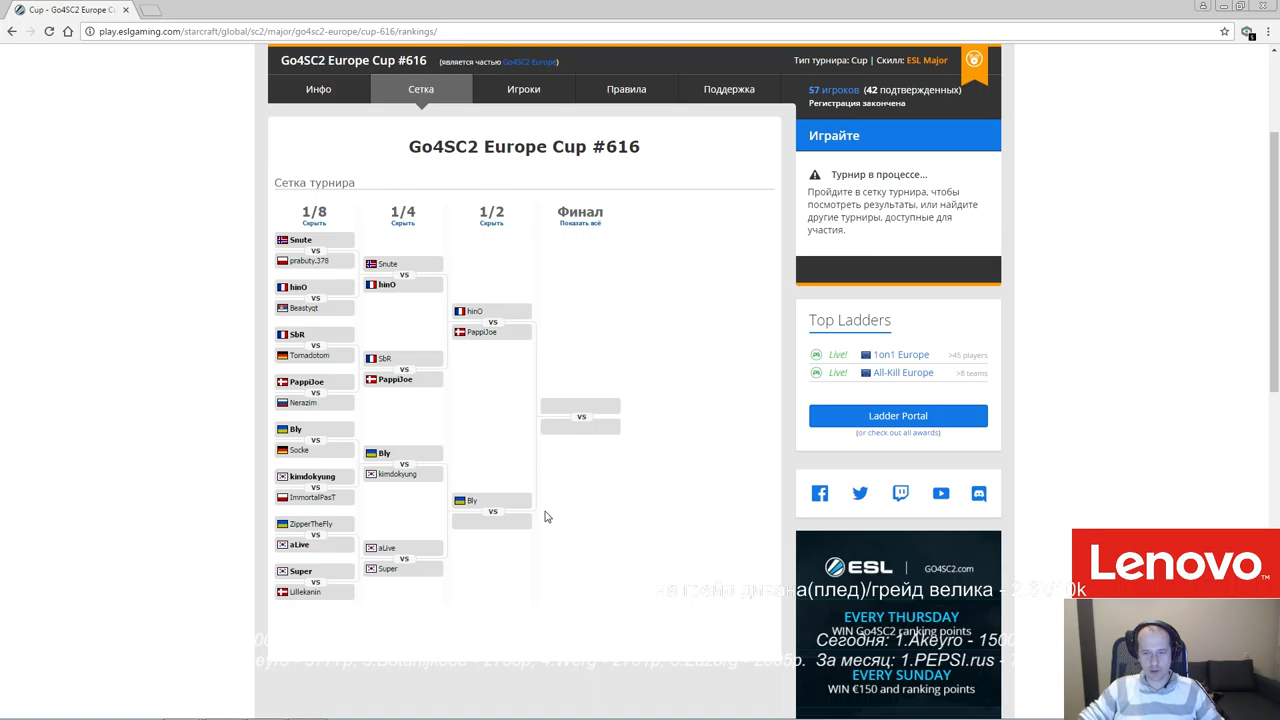 Cup - Go4SC2 Europe Cup
play.eslgaming.com/starcraft/global/sc2/major/go4sc2-europe/cup-616/rankings/
Go4SC2 Europe Cup #616 (является частью Go4SC2 Europe)
Тип турнира: Cup | Скилл: ESL Major
Инфо
Сетка
Игроки
Правила
Поддержка
57 игроков (42 подтвержденных)
Регистрация закончена
Играйте
Турнир в процессе...
Пройдите в сетку турнира, чтобы
посмотреть результаты, или найдите
другие турниры, доступные для
участия.
Go4SC2 Europe Cup #616
Сетка турнира
1/8
Скрыть
1/4
Скрыть
1/2
Скрыть
Финал
Показать всё
Snute
VS
prabuty.378
hinO
VS
Beastyqt
SbR
VS
Tornadotom
PappiJoe
VS
Nerazim
Bly
VS
Socke
kimdokyung
VS
ImmortalPasT
ZipperTheFly
VS
aLive
Super
VS
Lillekanin
Snute
VS
hinO
SbR
VS
PappiJoe
Bly
VS
kimdokyung
aLive
VS
Super
hinO
VS
PappiJoe
Bly
VS
VS
Top Ladders
Live! 1on1 Europe >45 players
Live! All-Kill Europe >8 teams
Ladder Portal
(or check out all awards)
ESL GO4SC2.com
EVERY THURSDAY
WIN Go4SC2 ranking points
EVERY SUNDAY
WIN €150 and ranking points
Lenovo™
на грейд дивана(плед)/грейд велика -
Сегодня: 1.Akeyro - 1500
За месяц: 1.PEPSI.rus -